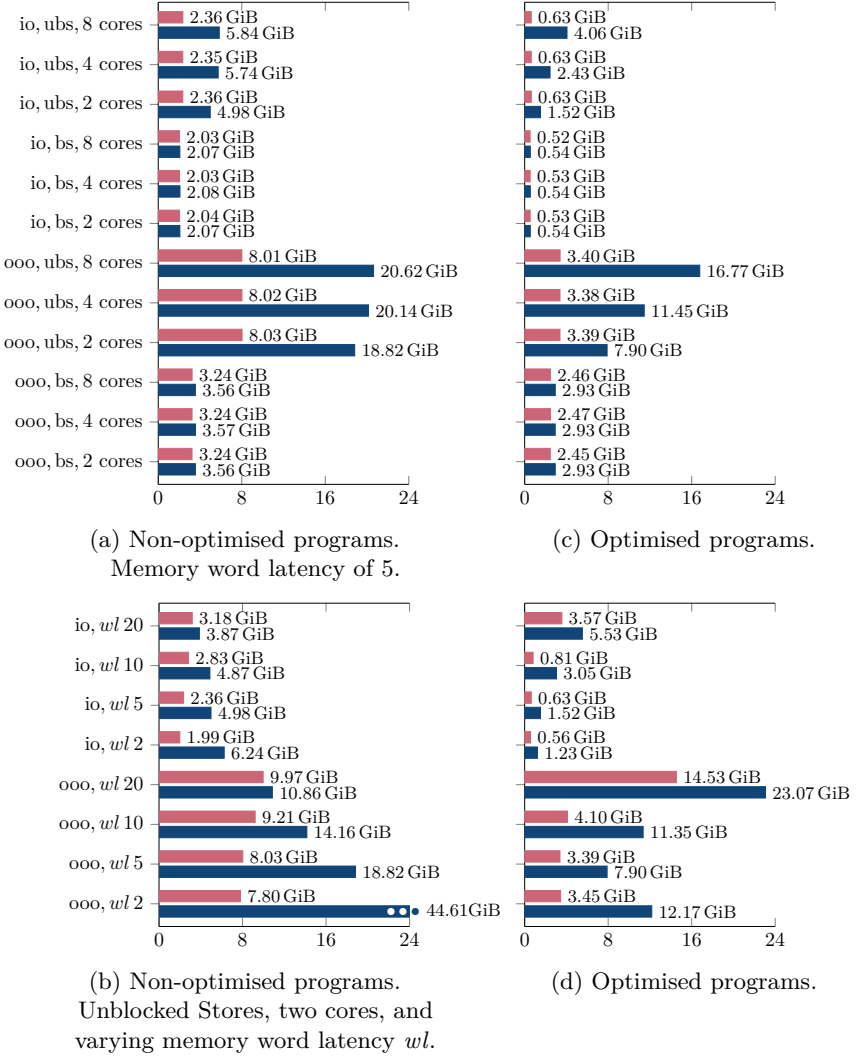 io, ubs, 8 cores
2.36 GiB
5.84 GiB
io, ubs, 4 cores
2.35 GiB
5.74 GiB
io, ubs, 2 cores
2.36 GiB
4.98 GiB
io, bs, 8 cores
2.03 GiB
2.07 GiB
io, bs, 4 cores
2.03 GiB
2.08 GiB
io, bs, 2 cores
2.04 GiB
2.07 GiB
ooo, ubs, 8 cores
8.01 GiB
20.62 GiB
ooo, ubs, 4 cores
8.02 GiB
20.14 GiB
ooo, ubs, 2 cores
8.03 GiB
18.82 GiB
ooo, bs, 8 cores
3.24 GiB
3.56 GiB
ooo, bs, 4 cores
3.24 GiB
3.57 GiB
ooo, bs, 2 cores
3.24 GiB
3.56 GiB
0 8 16 24
(a) Non-optimised programs.
Memory word latency of 5.
0.63 GiB
4.06 GiB
0.63 GiB
2.43 GiB
0.63 GiB
1.52 GiB
0.52 GiB
0.54 GiB
0.53 GiB
0.54 GiB
0.53 GiB
0.54 GiB
3.40 GiB
16.77 GiB
3.38 GiB
11.45 GiB
3.39 GiB
7.90 GiB
2.46 GiB
2.93 GiB
2.47 GiB
2.93 GiB
2.45 GiB
2.93 GiB
0 8 16 24
(c) Optimised programs.
io, wl 20
3.18 GiB
3.87 GiB
io, wl 10
2.83 GiB
4.87 GiB
io, wl 5
2.36 GiB
4.98 GiB
io, wl 2
1.99 GiB
6.24 GiB
ooo, wl 20
9.97 GiB
10.86 GiB
ooo, wl 10
9.21 GiB
14.16 GiB
ooo, wl 5
8.03 GiB
18.82 GiB
ooo, wl 2
7.80 GiB
44.61GiB
0 8 16 24
(b) Non-optimised programs.
Unblocked Stores, two cores, and
varying memory word latency wl.
3.57 GiB
5.53 GiB
0.81 GiB
3.05 GiB
0.63 GiB
1.52 GiB
0.56 GiB
1.23 GiB
14.53 GiB
23.07 GiB
4.10 GiB
11.35 GiB
3.39 GiB
7.90 GiB
3.45 GiB
12.17 GiB
0 8 16 24
(d) Optimised programs.